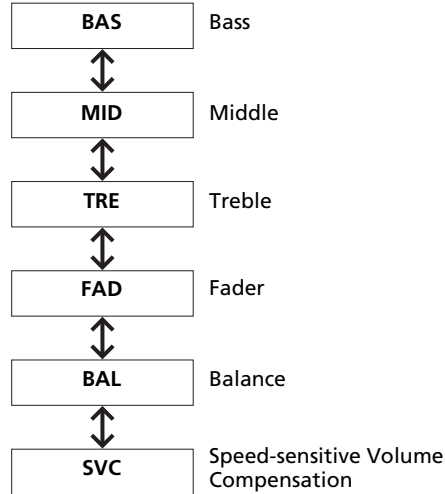 BAS Bass
MID Middle
TRE Treble
FAD Fader
BAL Balance
SVC Speed-sensitive Volume
Compensation